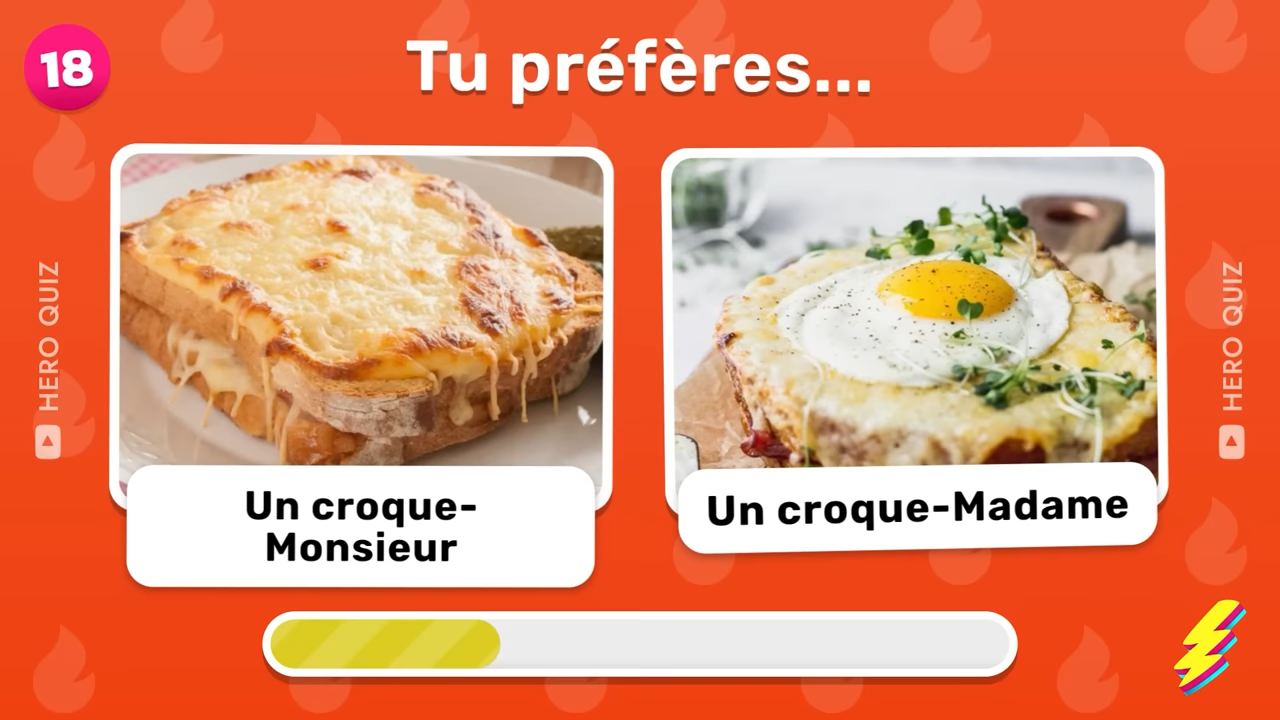 18
Tu préfères...
HERO QUIZ
HERO QUIZ
Un croque-
Monsieur
Un croque-Madame